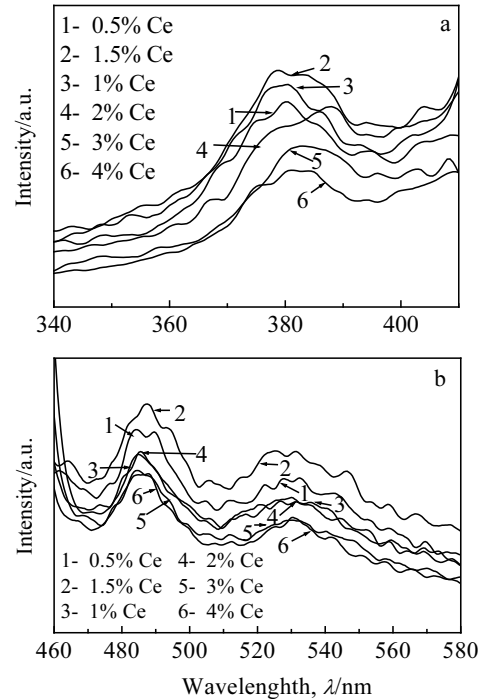 a
1- 0.5% Ce
2- 1.5% Ce
3- 1% Ce
4- 2% Ce
5- 3% Ce
6- 4% Ce
2
3
1
4
5
6
Intensity/a.u.
340 360 380 400
b
2
1
4
3
6
5
2
1
3
4
5
6
1- 0.5% Ce 4- 2% Ce
2- 1.5% Ce 5- 3% Ce
3- 1% Ce 6- 4% Ce
Intensity/a.u.
460 480 500 520 540 560 580
Wavelenghth, λ/nm